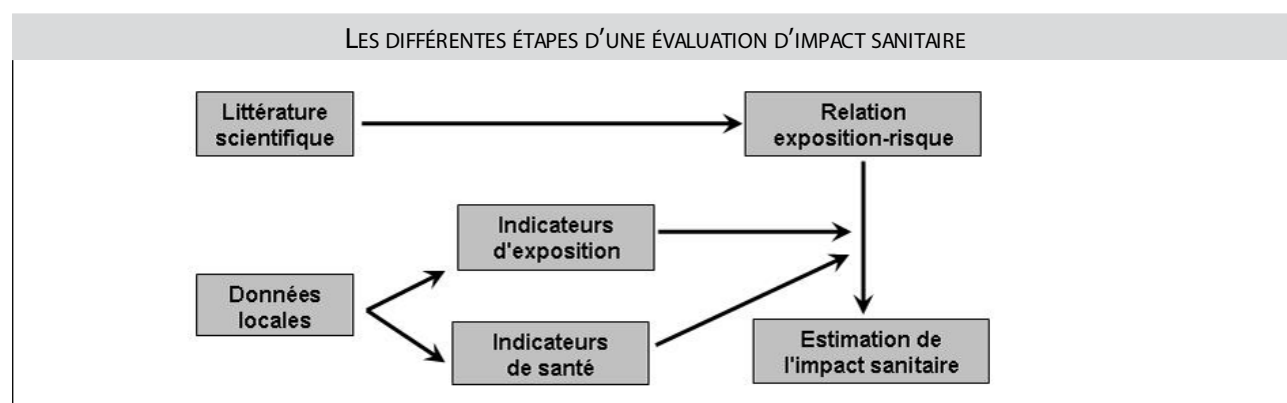 LES DIFFÉRENTES ÉTAPES D'UNE ÉVALUATION D'IMPACT SANITAIRE
Littérature
scientifique
Relation
exposition-risque
Indicateurs
d'exposition
Données
locales
Indicateurs
de santé
Estimation de
l'impact sanitaire